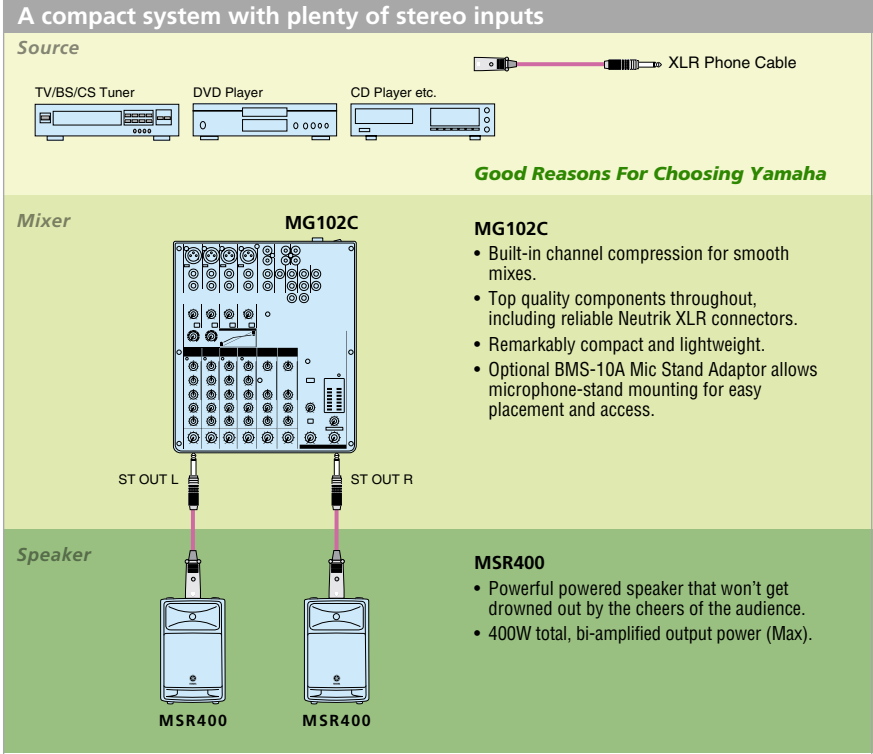 A compact system with plenty of stereo inputs
Source
XLR Phone Cable
TV/BS/CS Tuner
DVD Player
CD Player etc.
Good Reasons For Choosing Yamaha
Mixer
MG102C
ST OUT L
ST OUT R
MG102C
• Built-in channel compression for smooth
mixes.
• Top quality components throughout,
including reliable Neutrik XLR connectors.
• Remarkably compact and lightweight.
• Optional BMS-10A Mic Stand Adaptor allows
microphone-stand mounting for easy
placement and access.
Speaker
MSR400
MSR400
MSR400
• Powerful powered speaker that won't get
drowned out by the cheers of the audience.
• 400W total, bi-amplified output power (Max).